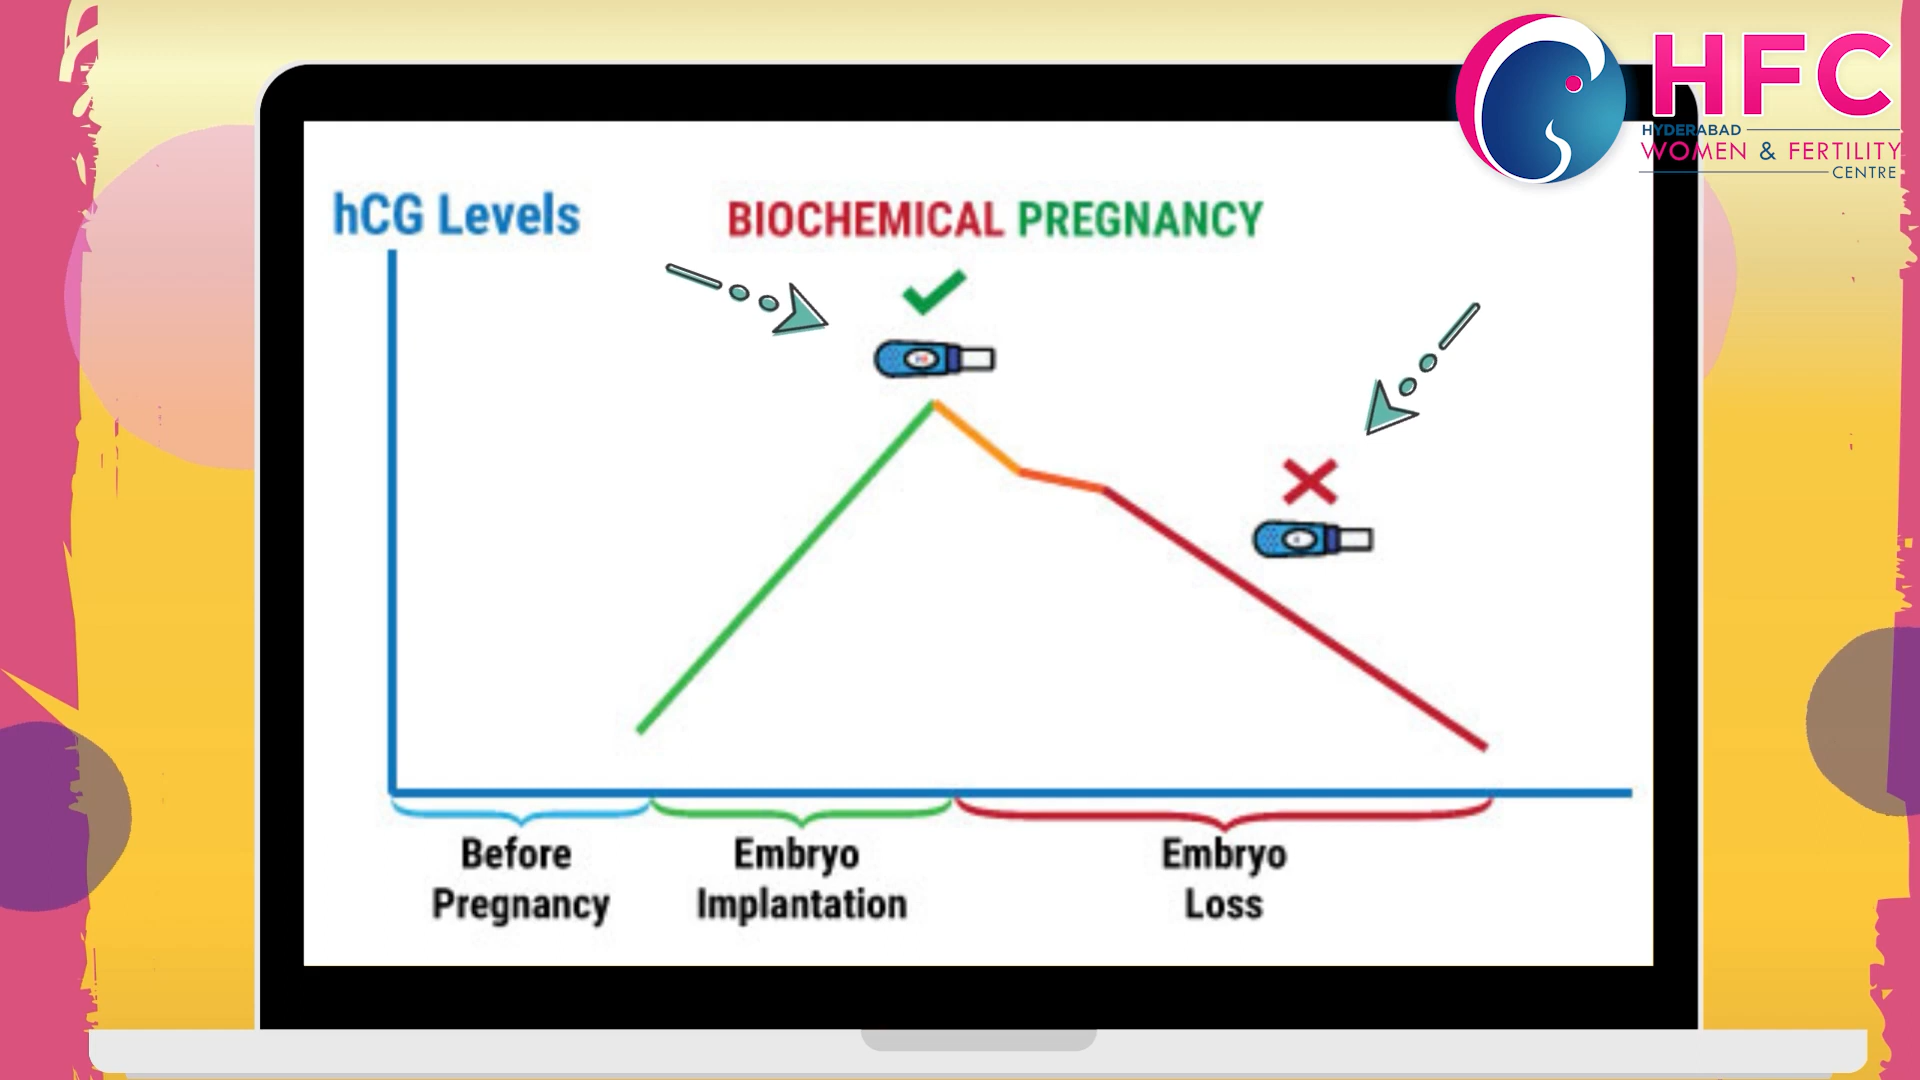 HFC
HYDERABAD
WOMEN & FERTILITY
CENTRE
hCG Levels
BIOCHEMICAL PREGNANCY
Before
Pregnancy
Embryo
Implantation
Embryo
Loss